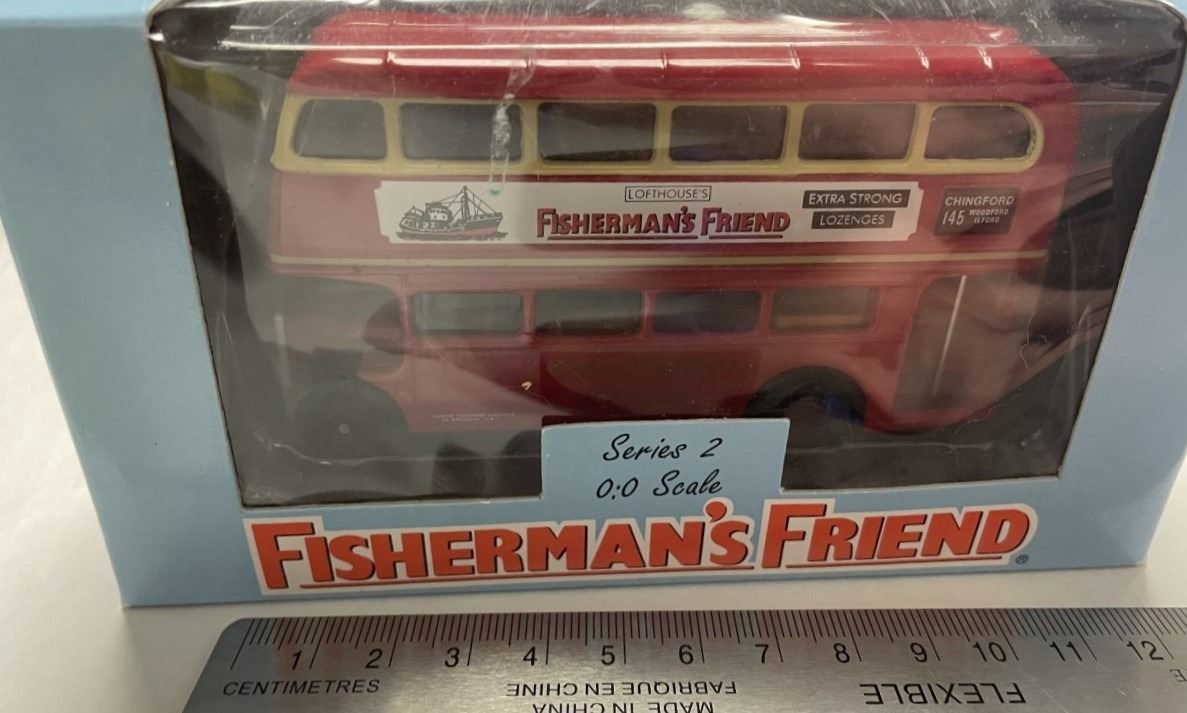 LOFTHOUSE'S
FISHERMAN'S FRIEND
EXTRA STRONG
LOZENGES
CHINGFORD
145 WOODFORD
ILFORD
Series 2
0:0 Scale
FISHERMAN'S FRIEND®
1 2 3 4 5 6 7 8 9 10 11 12
CENTIMETRES
FABRIQUE EN CHINE
MADE IN CHINA
FLEXIBLE